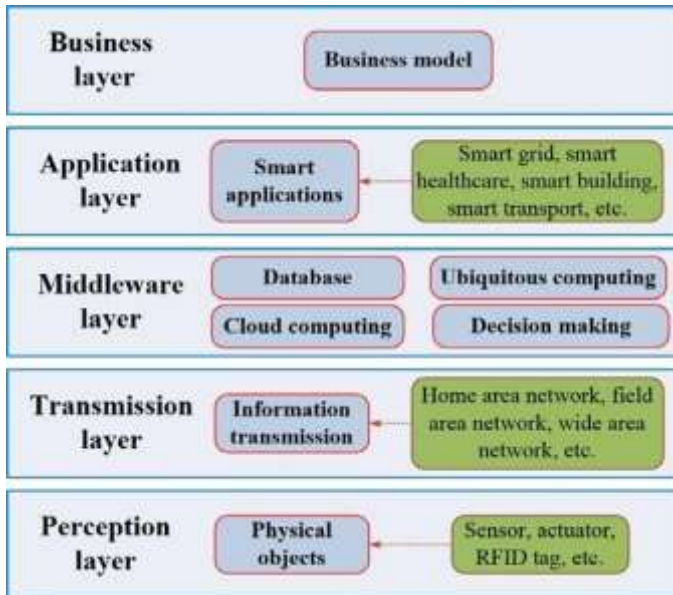 Business
layer
Business model
Application
layer
Smart
applications
Smart grid, smart
healthcare, smart building,
smart transport, etc.
Middleware
layer
Database
Ubiquitous computing
Cloud computing
Decision making
Transmission
layer
Information
transmission
Home area network, field
area network, wide area
network, etc.
Perception
layer
Physical
objects
Sensor, actuator,
RFID tag, etc.